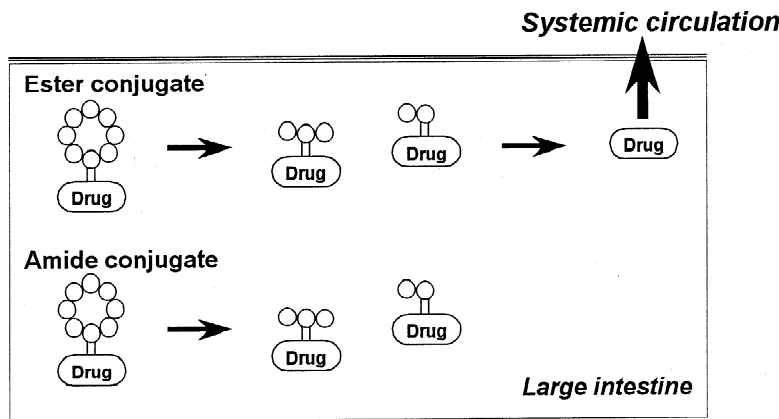 Systemic circulation
Ester conjugate
Drug
Drug
Drug
Drug
Amide conjugate
Drug
Drug
Drug
Large intestine